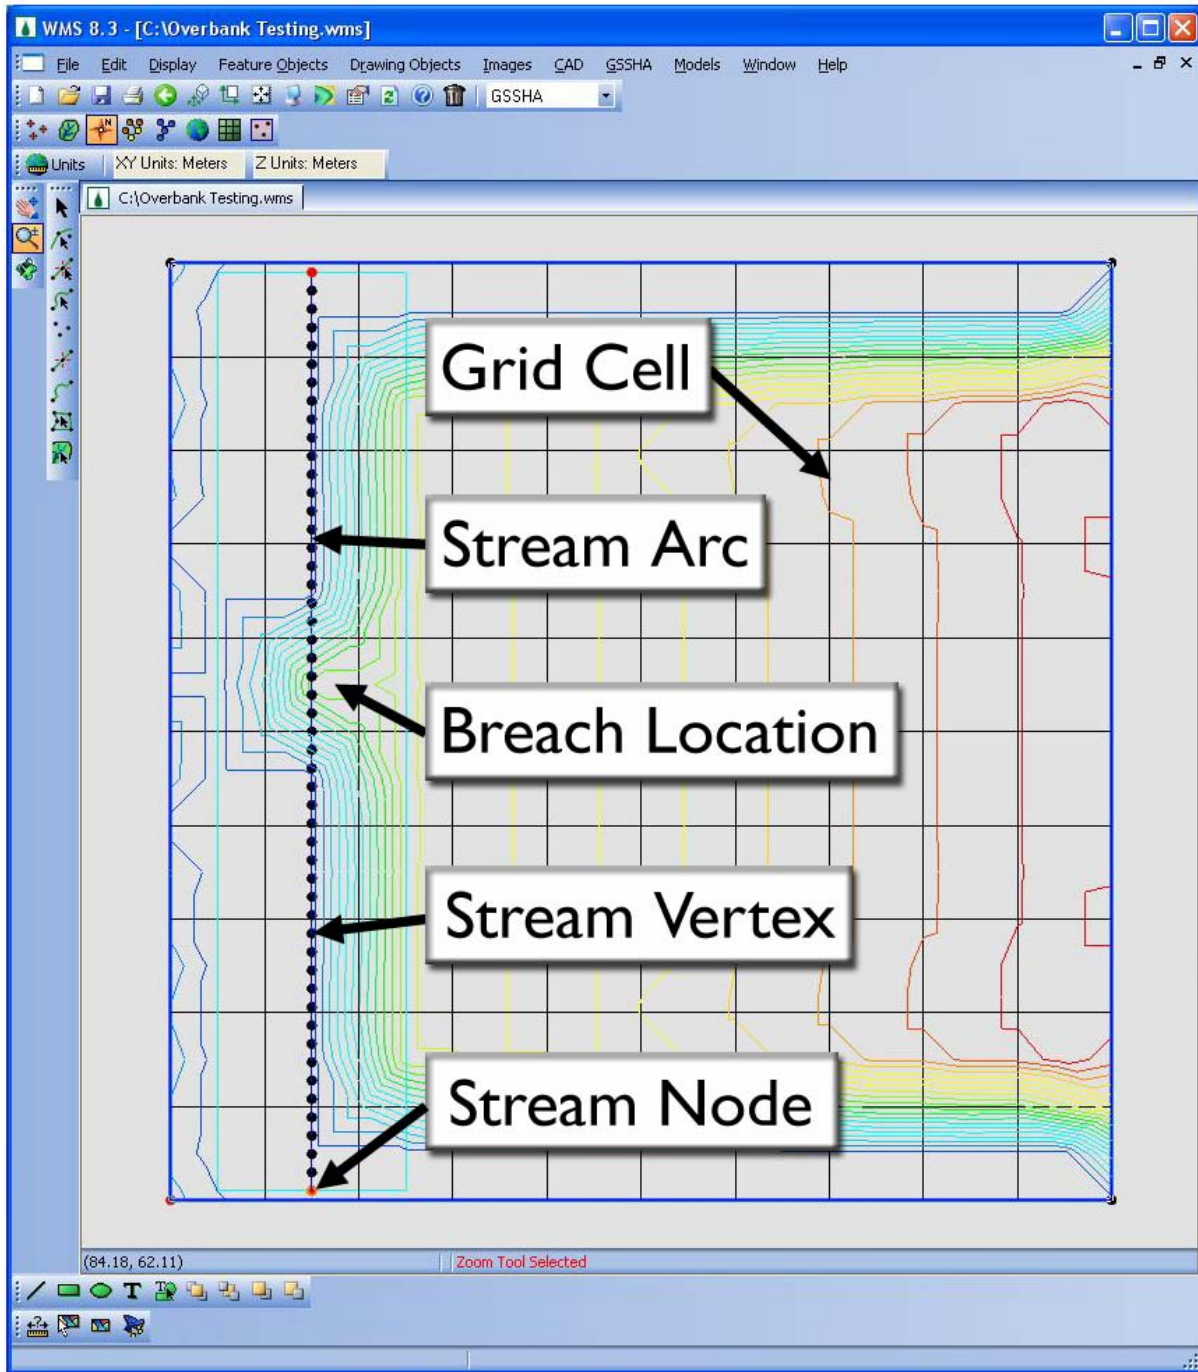 WMS 8.3 - [C:\Overbank Testing.wms]
File Edit Display Feature Objects Drawing Objects Images CAD GSSHA Models Window Help
GSSHA
Units XY Units: Meters Z Units: Meters
C:\Overbank Testing.wms
Grid Cell
Stream Arc
Breach Location
Stream Vertex
Stream Node
(84.18, 62.11) Zoom Tool Selected